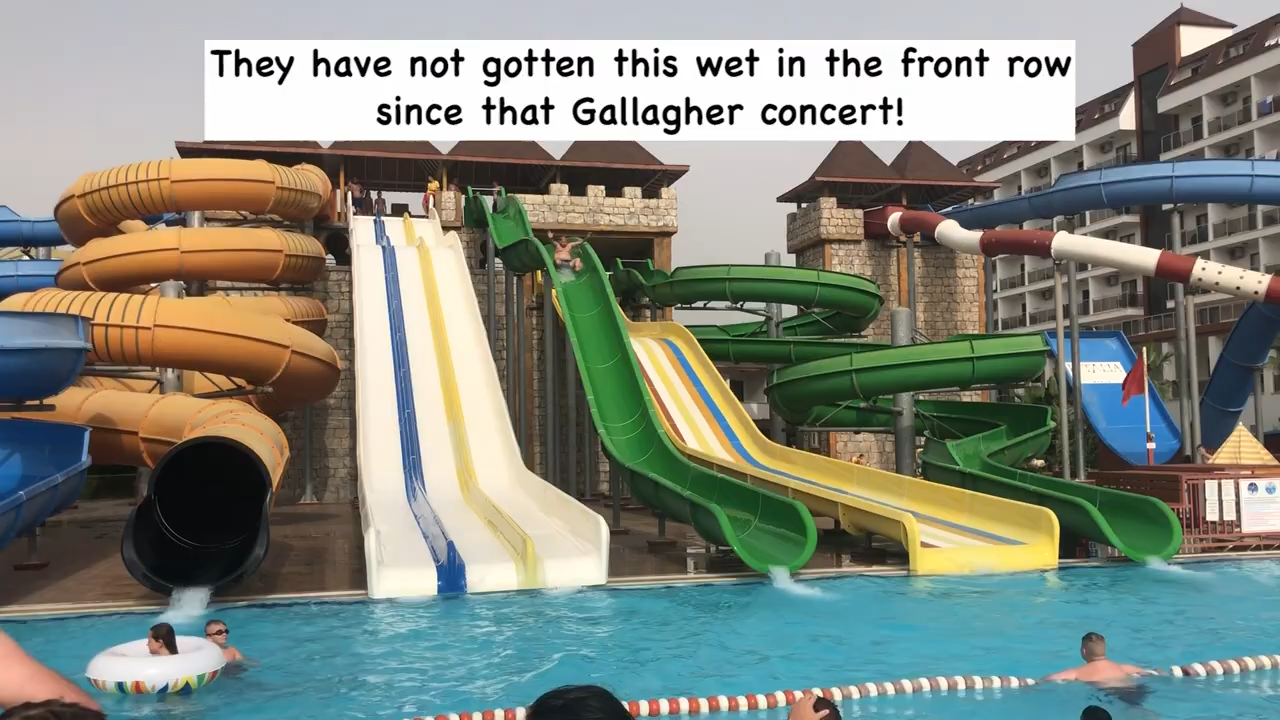 They have not gotten this wet in the front row
since that Gallagher concert!